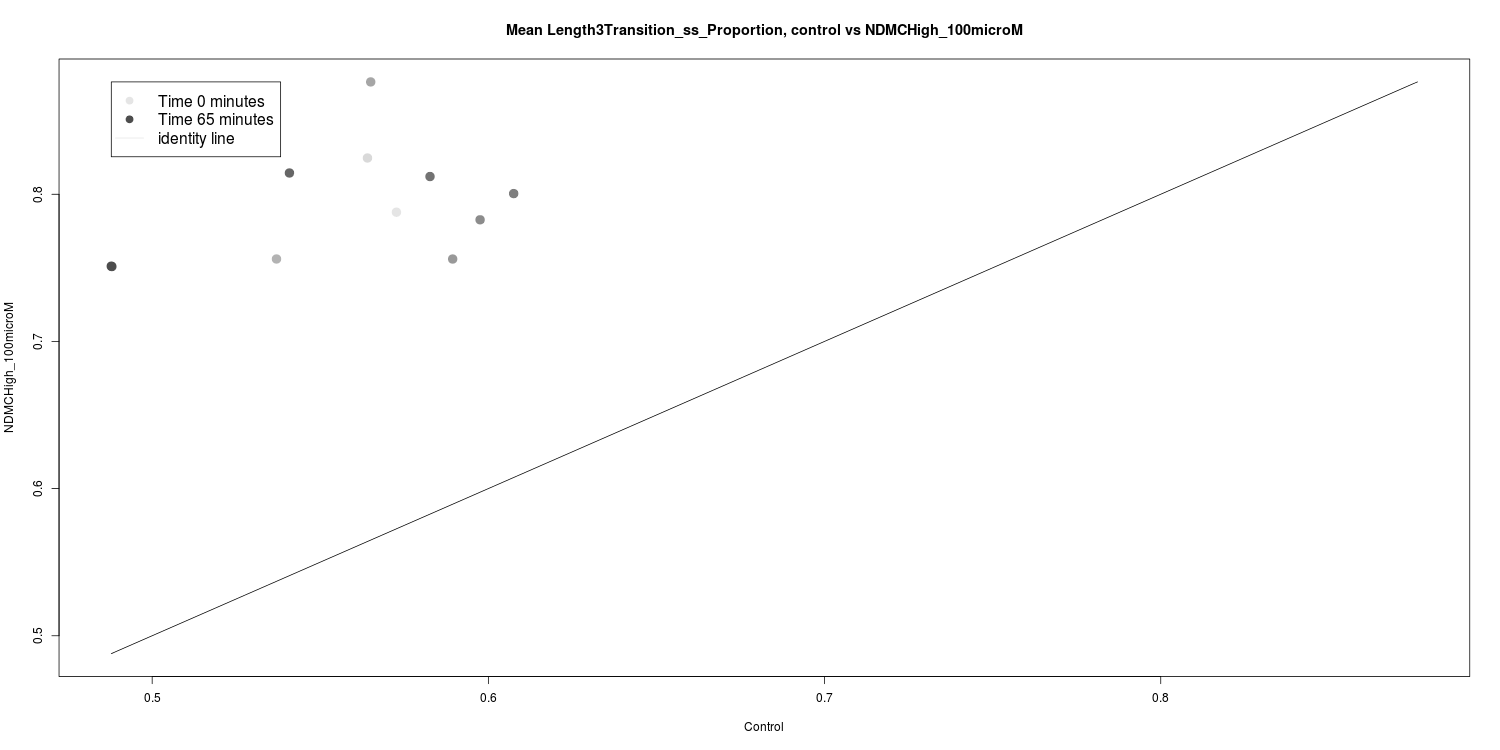 Mean Length3Transition_ss_Proportion, control vs NDMCHigh_100microM
Time 0 minutes
Time 65 minutes
identity line
0.8
0.7
0.6
0.5
NDMCHigh_100microM
0.5 0.6 0.7 0.8
Control